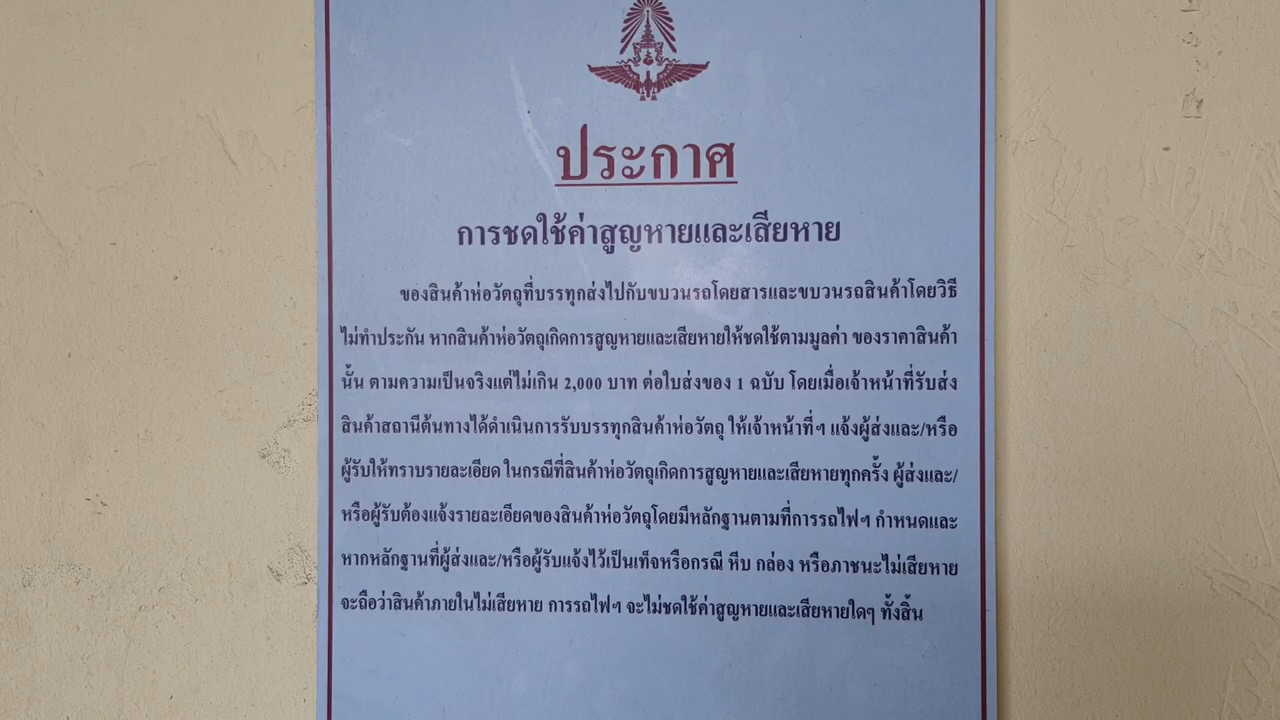 ประกาศ
การชดใช้ค่าสูญหายและเสียหาย
ของสินค้าห่อวัตถุที่บรรทุกส่งไปกับขบวนรถโดยสารและขบวนรถสินค้าโดยวิธี
ไม่ทำประกัน หากสินค้าห่อวัตถุเกิดการสูญหายและเสียหายให้ชดใช้ตามมูลค่า ของราคาสินค้า
นั้น ตามความเป็นจริงแต่ไม่เกิน 2,000 บาท ต่อใบส่งของ 1 ฉบับ โดยเมื่อเจ้าหน้าที่รับส่ง
สินค้าสถานีต้นทางได้ดำเนินการรับบรรทุกสินค้าห่อวัตถุ ให้เจ้าหน้าที่ฯ แจ้งผู้ส่งและ/หรือ
ผู้รับให้ทราบรายละเอียด ในกรณีที่สินค้าห่อวัตถุเกิดการสูญหายและเสียหายทุกครั้ง ผู้ส่งและ/
หรือผู้รับต้องแจ้งรายละเอียดของสินค้าห่อวัตถุโดยมีหลักฐานตามที่การรถไฟฯ กำหนดและ
หากหลักฐานที่ผู้ส่งและ/หรือผู้รับแจ้งไว้เป็นเท็จหรือกรณี หีบ กล่อง หรือภาชนะไม่เสียหาย
จะถือว่าสินค้าภายในไม่เสียหาย การรถไฟฯ จะไม่ชดใช้ค่าสูญหายและเสียหายใดๆ ทั้งสิ้น